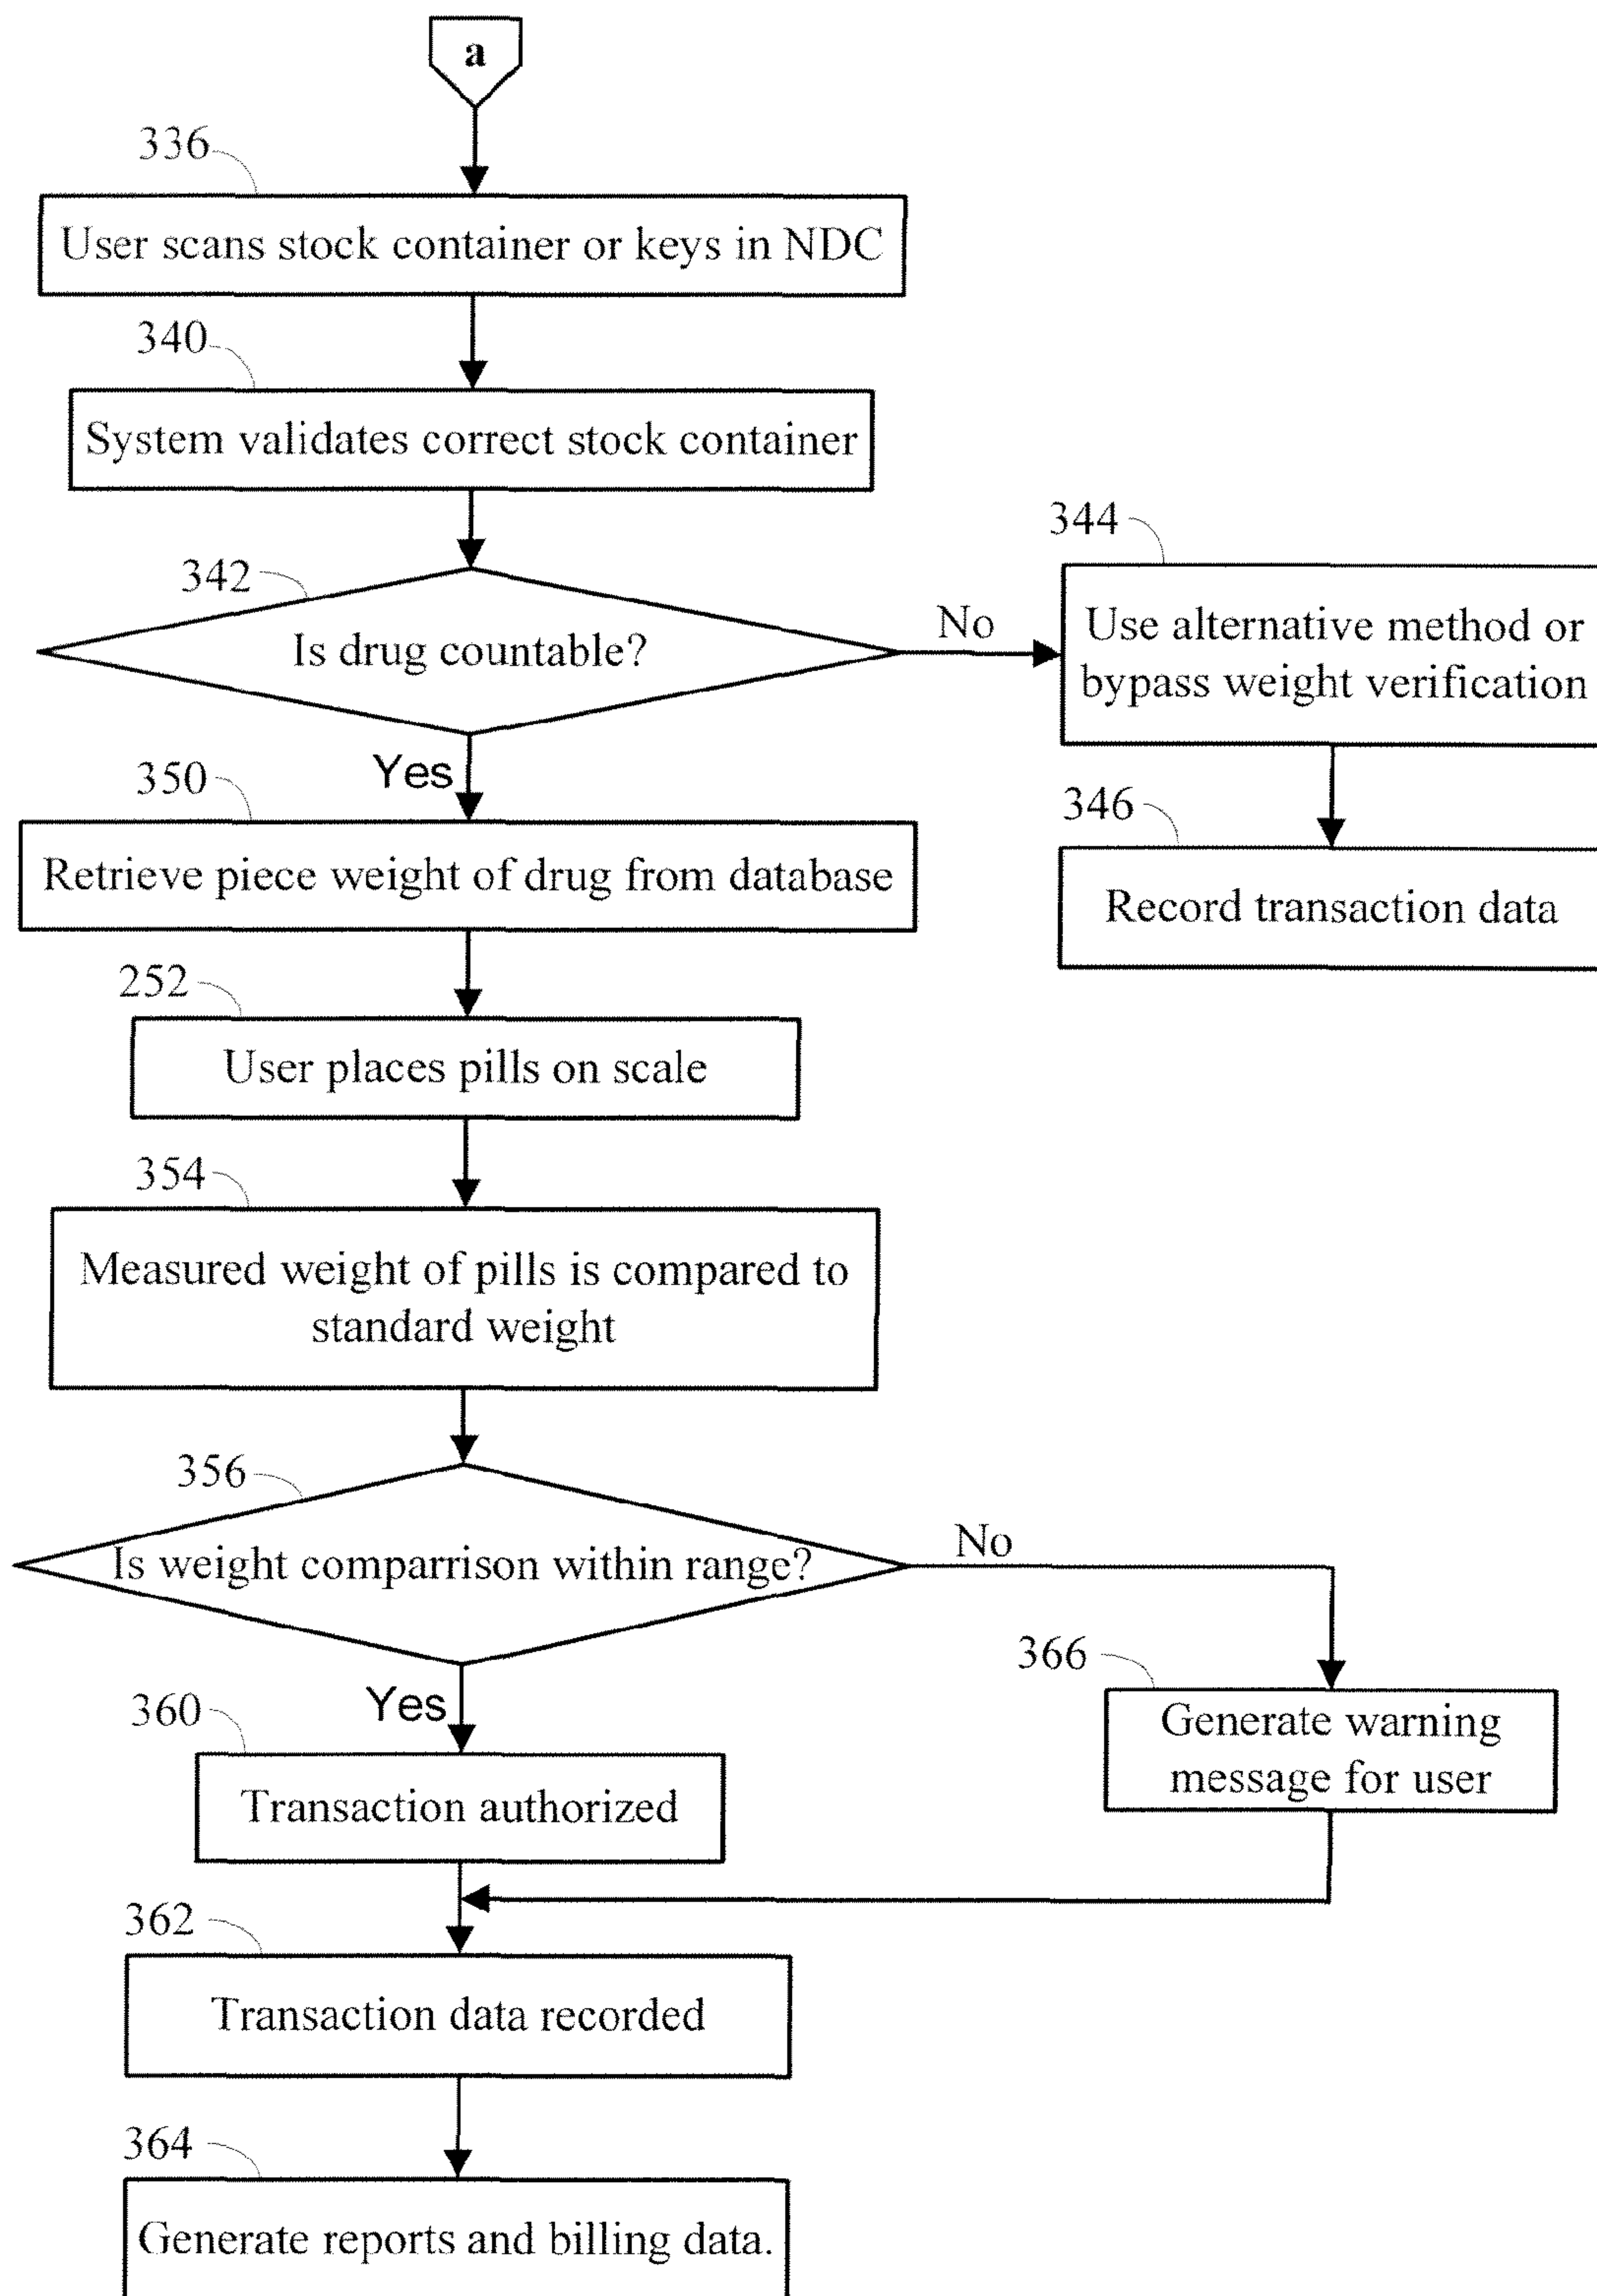 a
336
User scans stock container or keys in NDC
340
System validates correct stock container
342
Is drug countable?
No
344
Use alternative method or
bypass weight verification
Yes
346
Record transaction data
350
Retrieve piece weight of drug from database
252
User places pills on scale
354
Measured weight of pills is compared to
standard weight
356
Is weight comparrison within range?
No
Yes
366
Generate warning
message for user
360
Transaction authorized
362
Transaction data recorded
364
Generate reports and billing data.